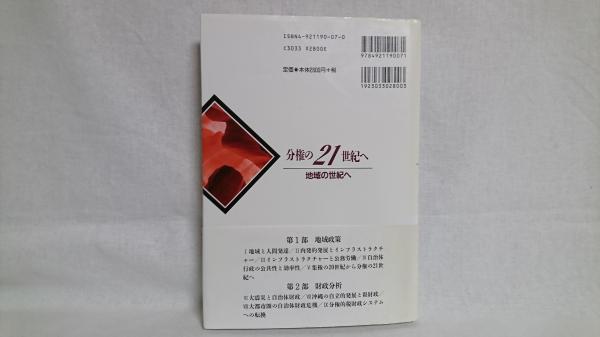 ISBN4-921190-07-0
C3033 ¥2800E
定価●本体2800円+税
9784921190071
1923033028003
分権の21世紀へ
地域の世紀へ
第1部 地域政策
Ⅰ地域と人間発達/Ⅱ内発的発展とインフラストラクチ
ャー/Ⅲインフラストラクチャーと公務労働/Ⅳ自治体
行政の公共性と効率性/Ⅴ集権の20世紀から分権の21世
紀へ
第2部 財政分析
Ⅵ大震災と自治体財政/Ⅶ沖縄の自立的発展と県財政/
Ⅷ大都市圏の自治体財政危機/Ⅸ分権的税財政システム
への転換